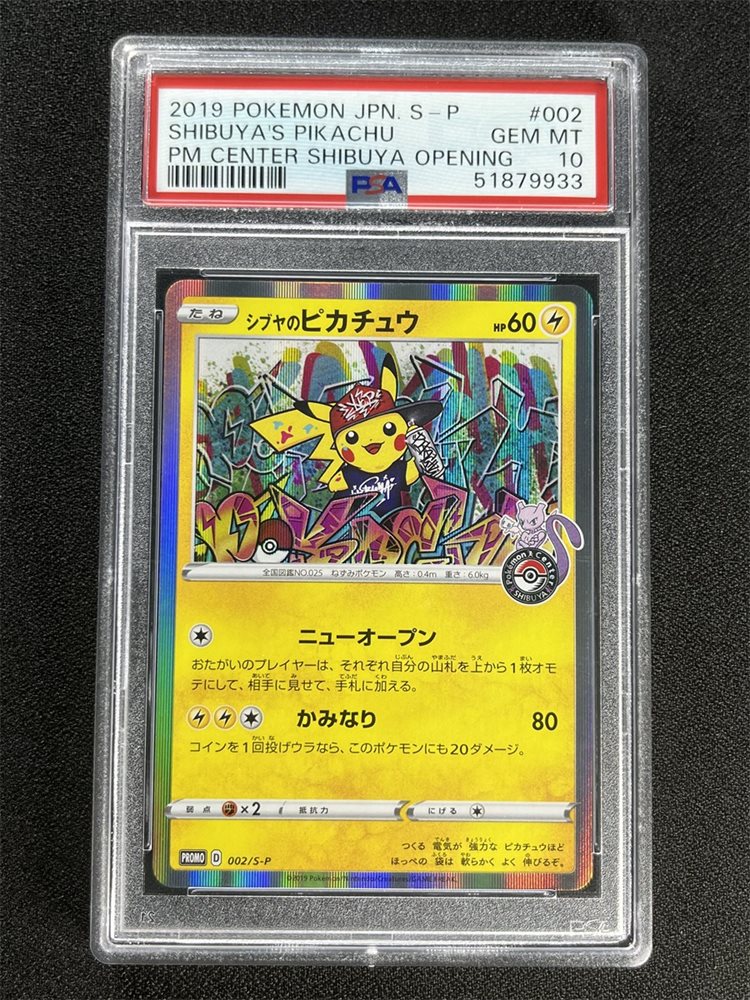 2019 POKEMON JPN. S-P #002
SHIBUYA'S PIKACHU GEM MT
PM CENTER SHIBUYA OPENING 10
PSA 51879933
たね シブヤのピカチュウ HP60
Pokémon Center
SHIBUYA
全国図鑑NO.025 ねずみポケモン 高さ:0.4m 重さ:6.0kg
ニューオープン
おたがいのプレイヤーは、それぞれ自分の山札を上から1枚オモ
テにして、相手に見せて、手札に加える。
かみなり 80
コインを1回投げウラなら、このポケモンにも20ダメージ。
弱点 ×2 抵抗力 にげる
つくる 電気が 強力な ピカチュウほど
ほっぺの 袋は 柔らかく よく 伸びるぞ。
PROMO D 002/S-P
©2019 Pokémon/Nintendo/Creatures/GAME FREAK.